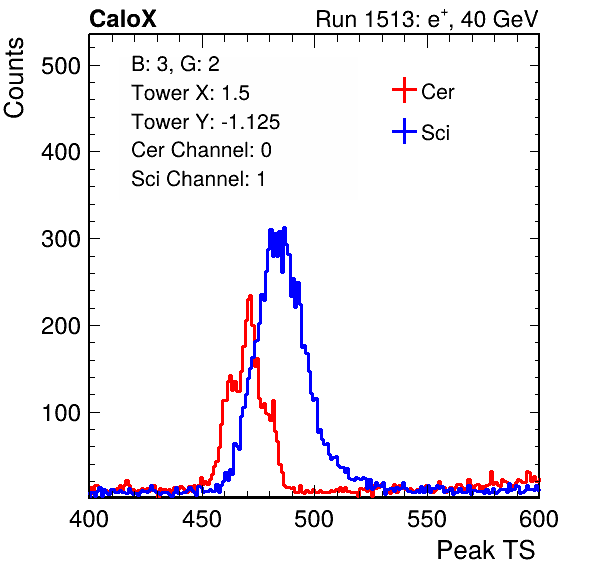 CaloX Run 1513: e⁺, 40 GeV
Counts
500
400
300
200
100
B: 3, G: 2
Tower X: 1.5
Tower Y: -1.125
Cer Channel: 0
Sci Channel: 1
Cer
Sci
400 450 500 550 600
Peak TS